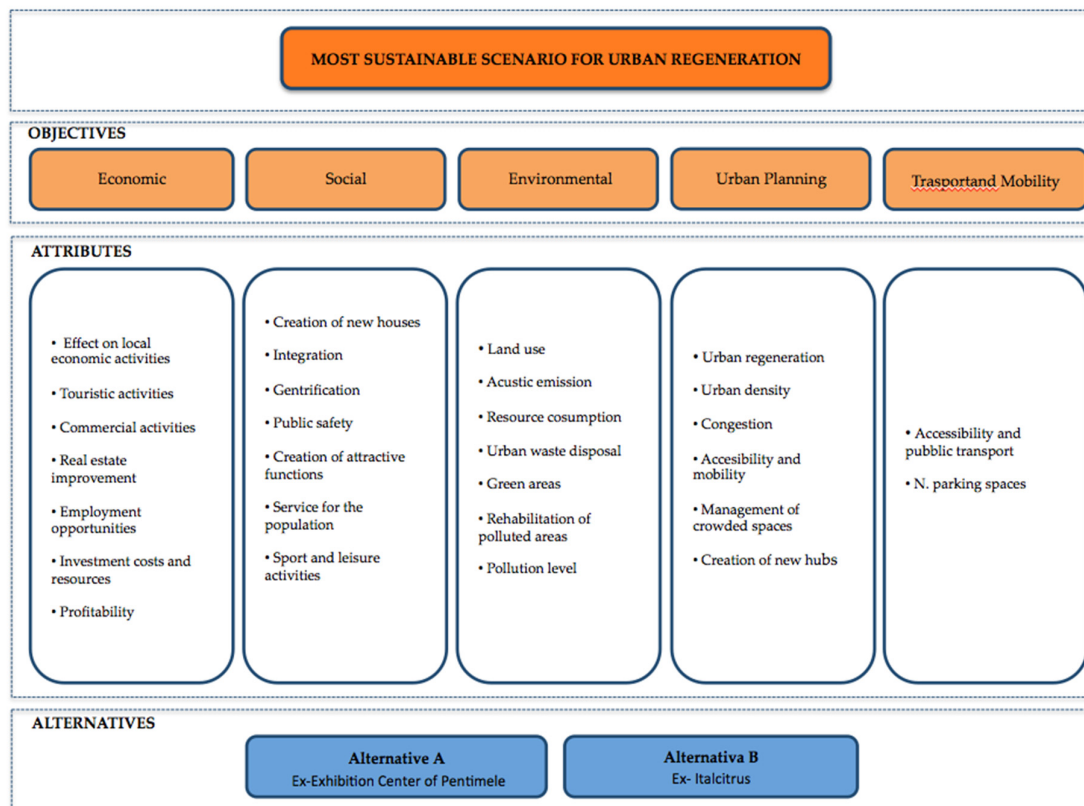 MOST SUSTAINABLE SCENARIO FOR URBAN REGENERATION
OBJECTIVES
Economic
Social
Environmental
Urban Planning
Trasportand Mobility
ATTRIBUTES
• Effect on local
economic activities
• Touristic activities
• Commercial activities
• Real estate
improvement
• Employment
opportunities
• Investment costs and
resources
• Profitability
• Creation of new houses
• Integration
• Gentrification
• Public safety
• Creation of attractive
functions
• Service for the
population
• Sport and leisure
activities
• Land use
• Acustic emission
• Resource cosumption
• Urban waste disposal
• Green areas
• Rehabilitation of
polluted areas
• Pollution level
• Urban regeneration
• Urban density
• Congestion
• Accesibility and
mobility
• Management of
crowded spaces
• Creation of new hubs
• Accessibility and
pubblic transport
• N. parking spaces
ALTERNATIVES
Alternative A
Ex-Exhibition Center of Pentimele
Alternativa B
Ex- Italcitrus